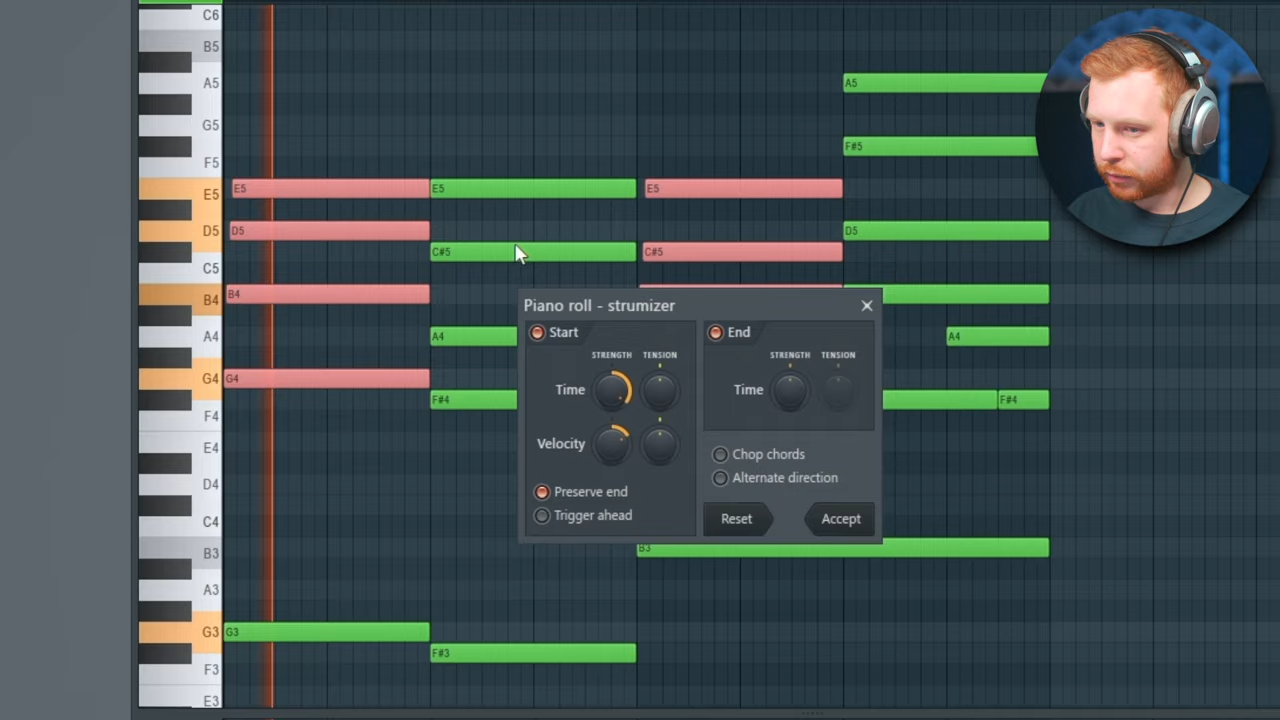 C6
B5
A5
A5
G5
F#5
F5
E5
E5
E5
E5
D5
D5
D5
C#5
C#5
C5
B4
B4
Piano roll - strumizer
Start
End
STRENGTH TENSION
STRENGTH TENSION
A4
A4
A4
G4
G4
Time
Time
F#4
F#4
F4
Velocity
E4
Chop chords
Alternate direction
D4
Preserve end
Trigger ahead
Reset
Accept
C4
B3
B3
A3
G3
G3
F#3
F3
E3